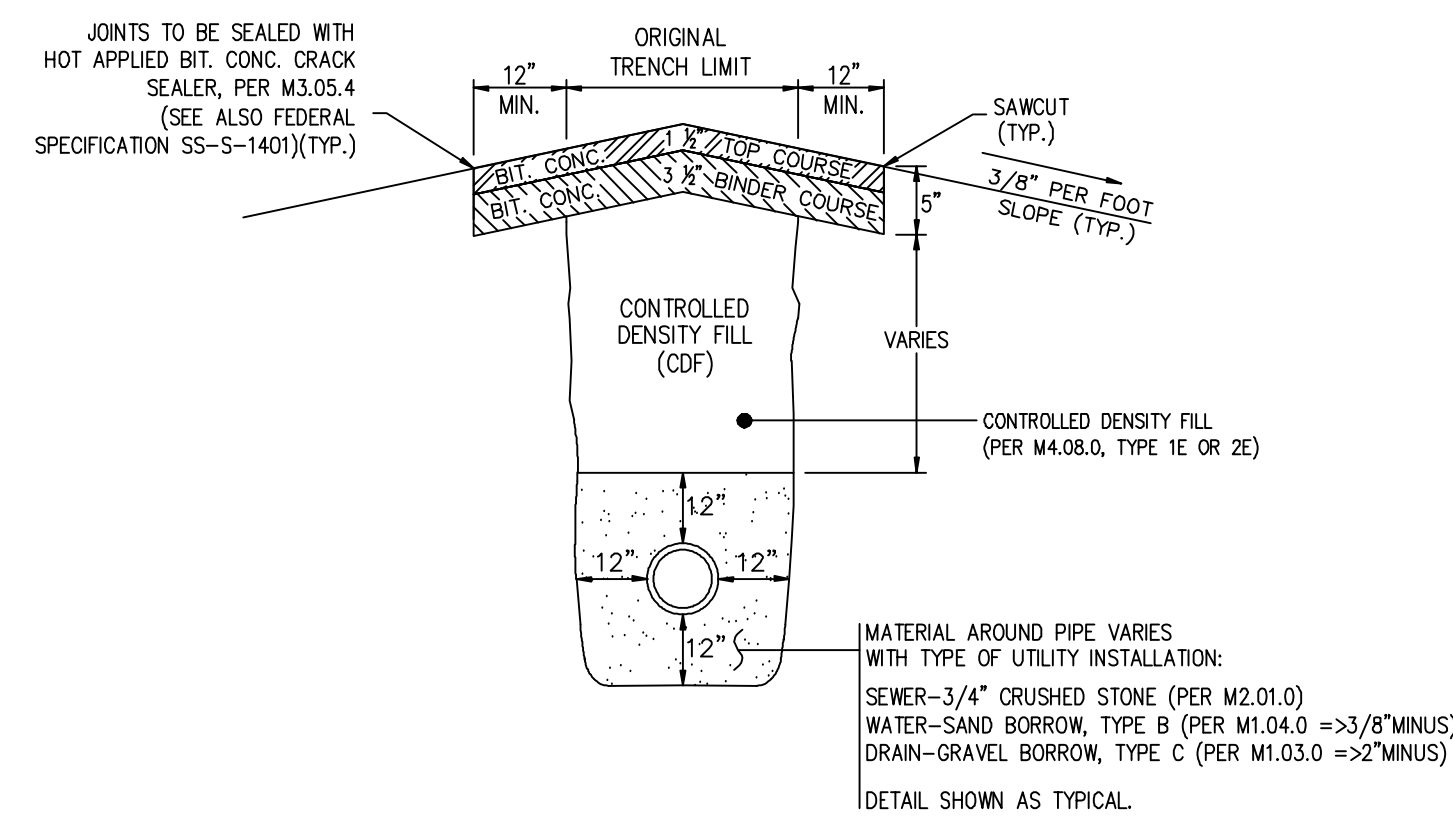 JOINTS TO BE SEALED WITH
HOT APPLIED BIT. CONC. CRACK
SEALER, PER M3.05.4
(SEE ALSO FEDERAL
SPECIFICATION SS-S-1401)(TYP.)
12"
MIN.
ORIGINAL
TRENCH LIMIT
12"
MIN.
SAWCUT
(TYP.)
3/8" PER FOOT
SLOPE (TYP.)
BIT. CONC. 1 ½" TOP COURSE
BIT. CONC. 3 ½" BINDER COURSE
5"
VARIES
CONTROLLED
DENSITY FILL
(CDF)
CONTROLLED DENSITY FILL
(PER M4.08.0, TYPE 1E OR 2E)
12"
12"
12"
12"
MATERIAL AROUND PIPE VARIES
WITH TYPE OF UTILITY INSTALLATION:
SEWER-3/4" CRUSHED STONE (PER M2.01.0)
WATER-SAND BORROW, TYPE B (PER M1.04.0 =>3/8"MINUS)
DRAIN-GRAVEL BORROW, TYPE C (PER M1.03.0 =>2"MINUS)
DETAIL SHOWN AS TYPICAL.